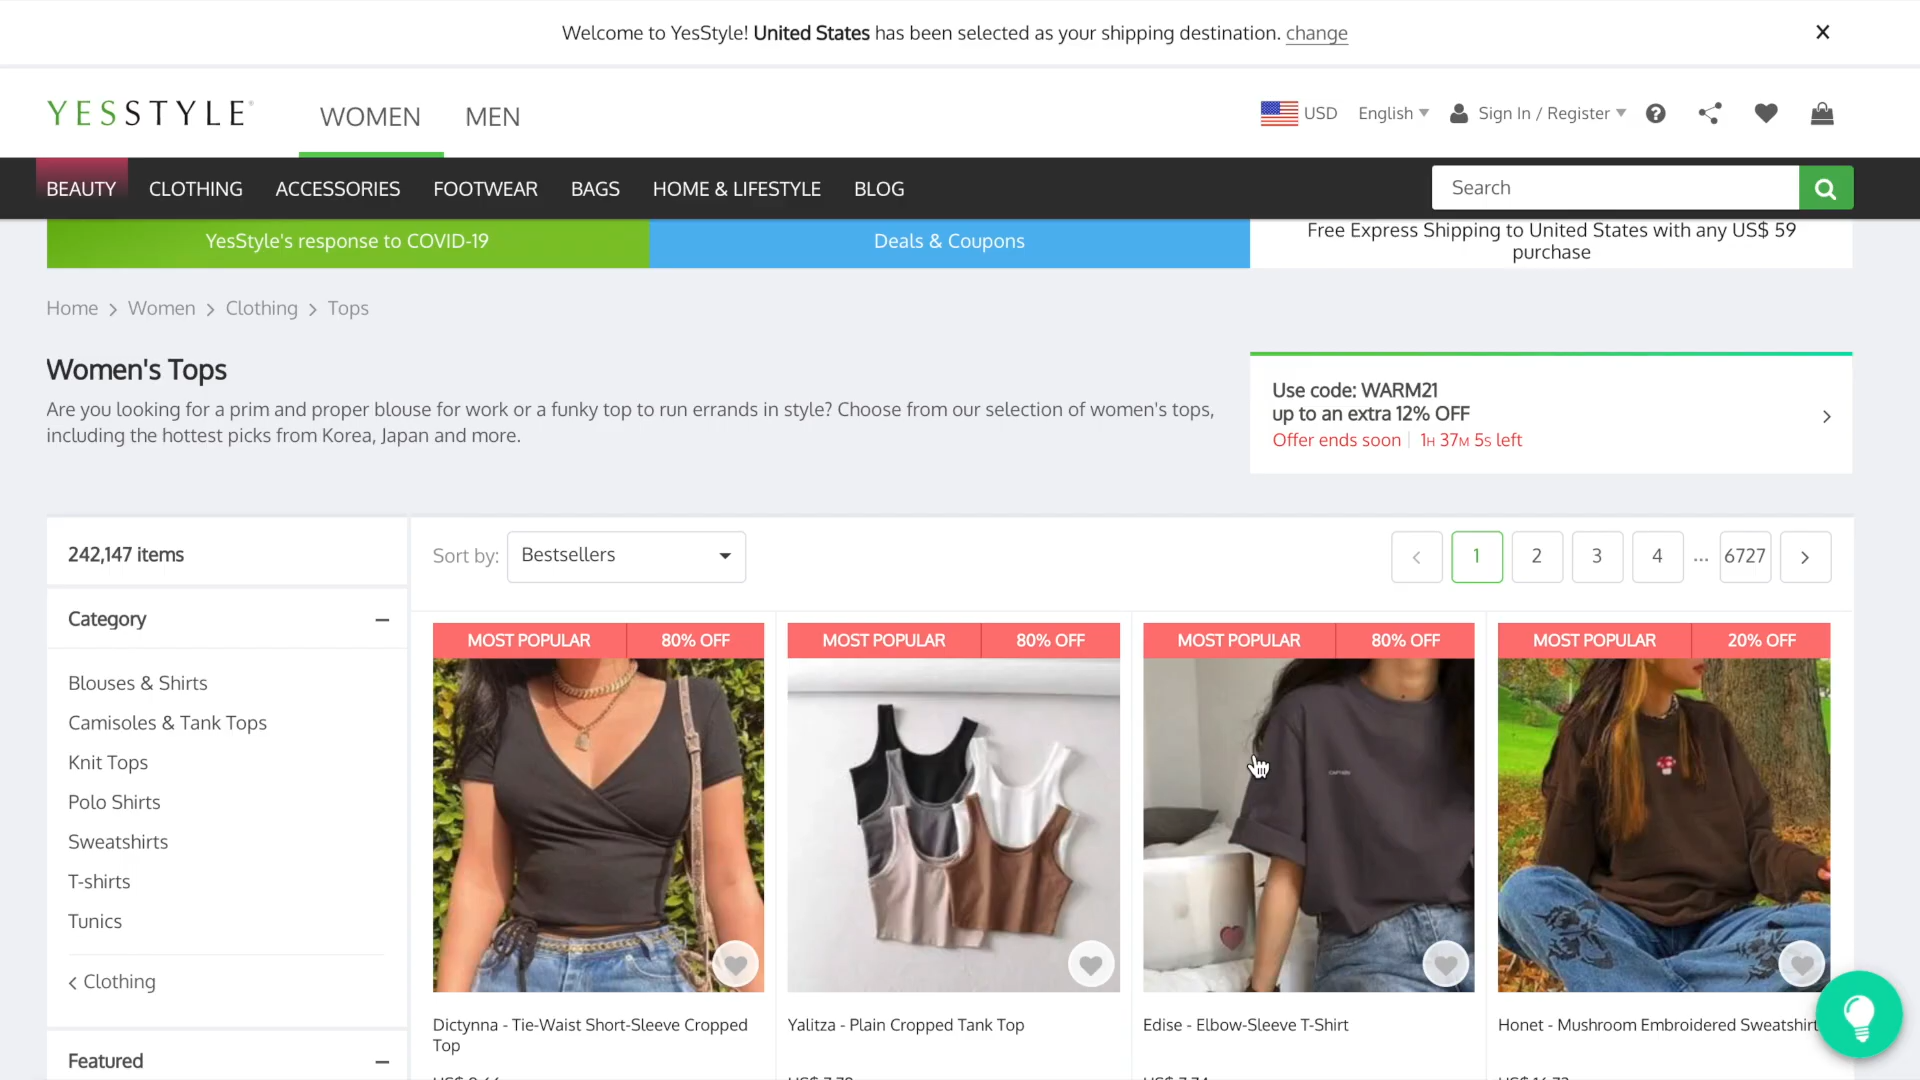 Welcome to YesStyle! United States has been selected as your shipping destination. change
YESSTYLE
WOMEN
MEN
USD
English
Sign In / Register
BEAUTY
CLOTHING
ACCESSORIES
FOOTWEAR
BAGS
HOME & LIFESTYLE
BLOG
Search
YesStyle's response to COVID-19
Deals & Coupons
Free Express Shipping to United States with any US$ 59
purchase
Home > Women > Clothing > Tops
Women's Tops
Are you looking for a prim and proper blouse for work or a funky top to run errands in style? Choose from our selection of women's tops,
including the hottest picks from Korea, Japan and more.
Use code: WARM21
up to an extra 12% OFF
Offer ends soon | 1H 37M 5S left
242,147 items
Sort by:
Bestsellers
< 1 2 3 4 ... 6727 >
Category
Blouses & Shirts
Camisoles & Tank Tops
Knit Tops
Polo Shirts
Sweatshirts
T-shirts
Tunics
< Clothing
Featured
MOST POPULAR 80% OFF
Dictynna - Tie-Waist Short-Sleeve Cropped
Top
MOST POPULAR 80% OFF
Yalitza - Plain Cropped Tank Top
MOST POPULAR 80% OFF
Edise - Elbow-Sleeve T-Shirt
MOST POPULAR 20% OFF
Honet - Mushroom Embroidered Sweatshirt